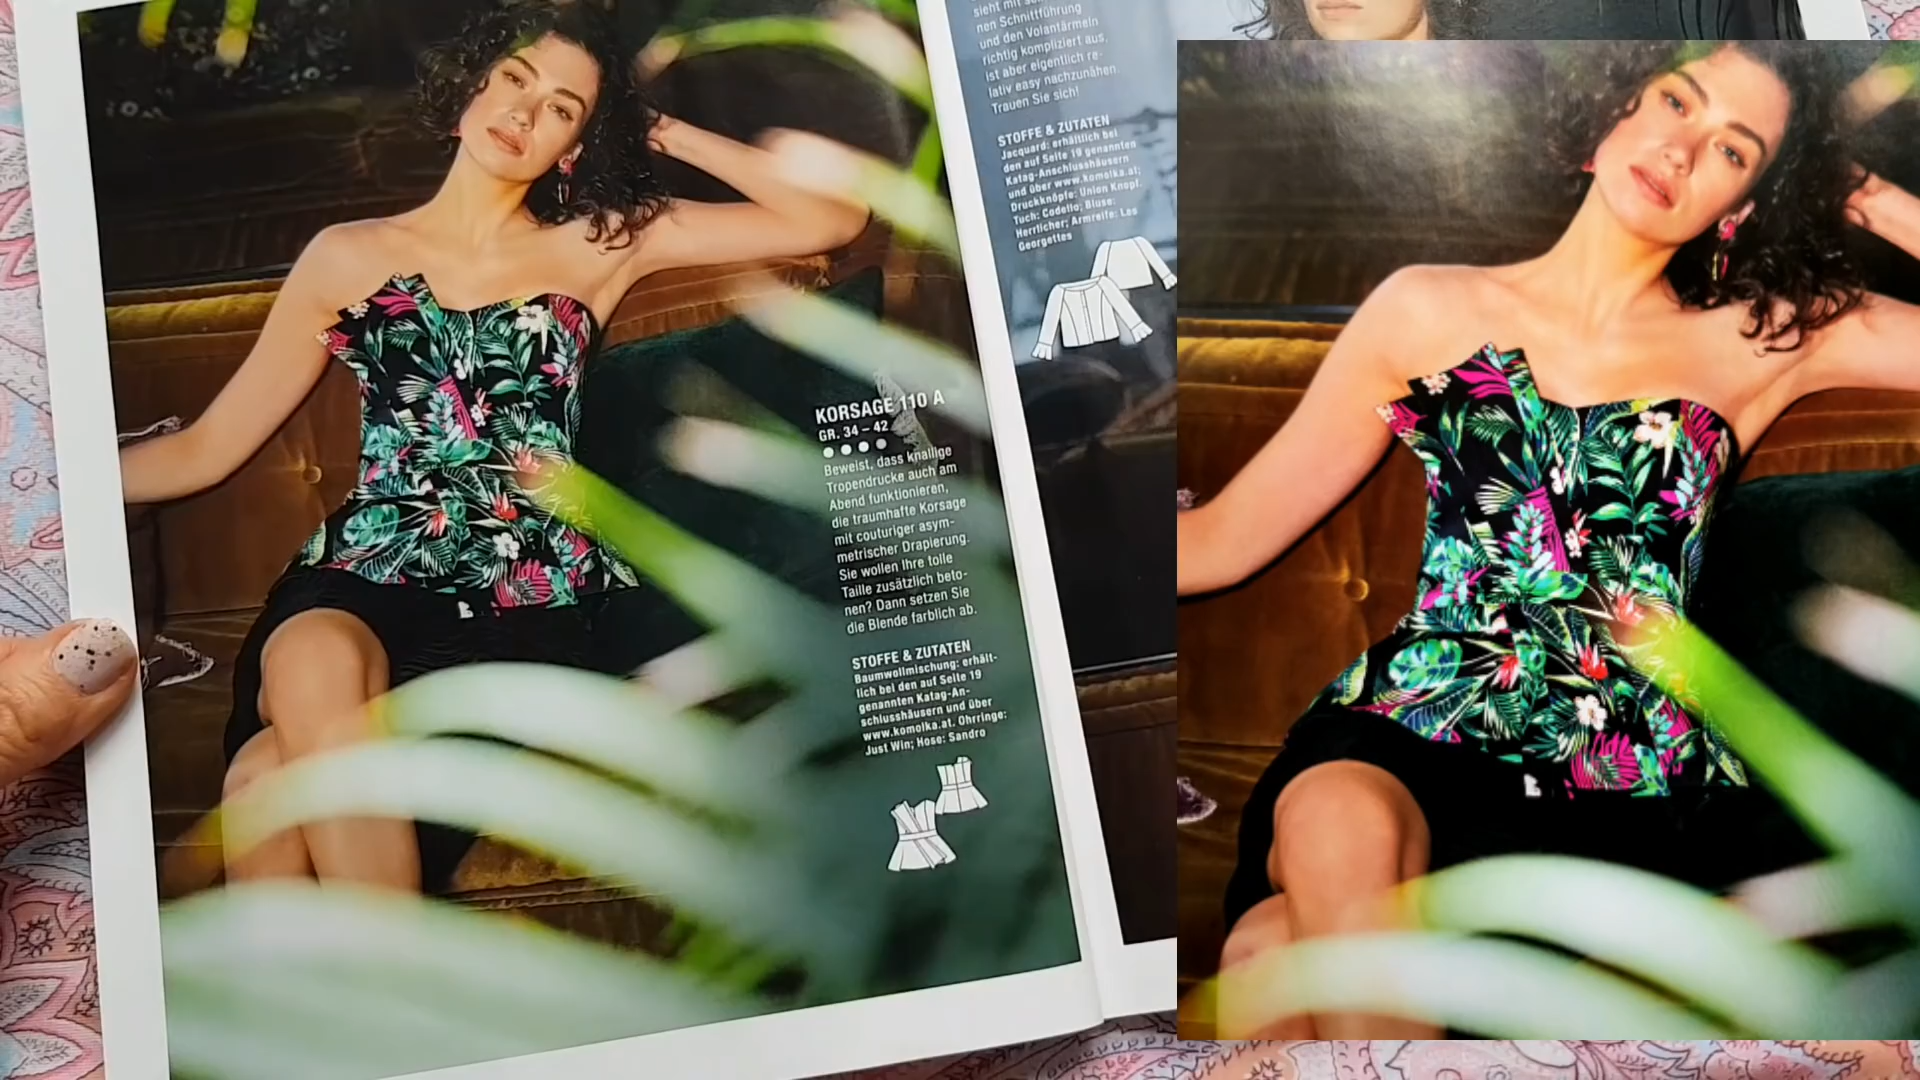 nen Schnittführung
und den Volantärmeln
richtig kompliziert aus,
ist aber eigentlich re-
lativ easy nachzunähen.
Trauen Sie sich!
STOFFE & ZUTATEN
Jacquard: erhältlich bei
den auf Seite 19 genannten
Katag-Anschlusshäusern
und über www.komolka.at;
Druckknöpfe: Union Knopf.
Tuch: Codello; Bluse:
Herrlicher; Armreife: Les
Georgettes
KORSAGE 110 A
GR. 34 – 42
Beweist, dass knallige
Tropendrucke auch am
Abend funktionieren,
die traumhafte Korsage
mit couturiger asym-
metrischer Drapierung.
Sie wollen Ihre tolle
Taille zusätzlich beto-
nen? Dann setzen Sie
die Blende farblich ab.
STOFFE & ZUTATEN
Baumwollmischung: erhält-
lich bei den auf Seite 19
genannten Katag-An-
schlusshäusern und über
www.komolka.at. Ohrringe:
Just Win; Hose: Sandro